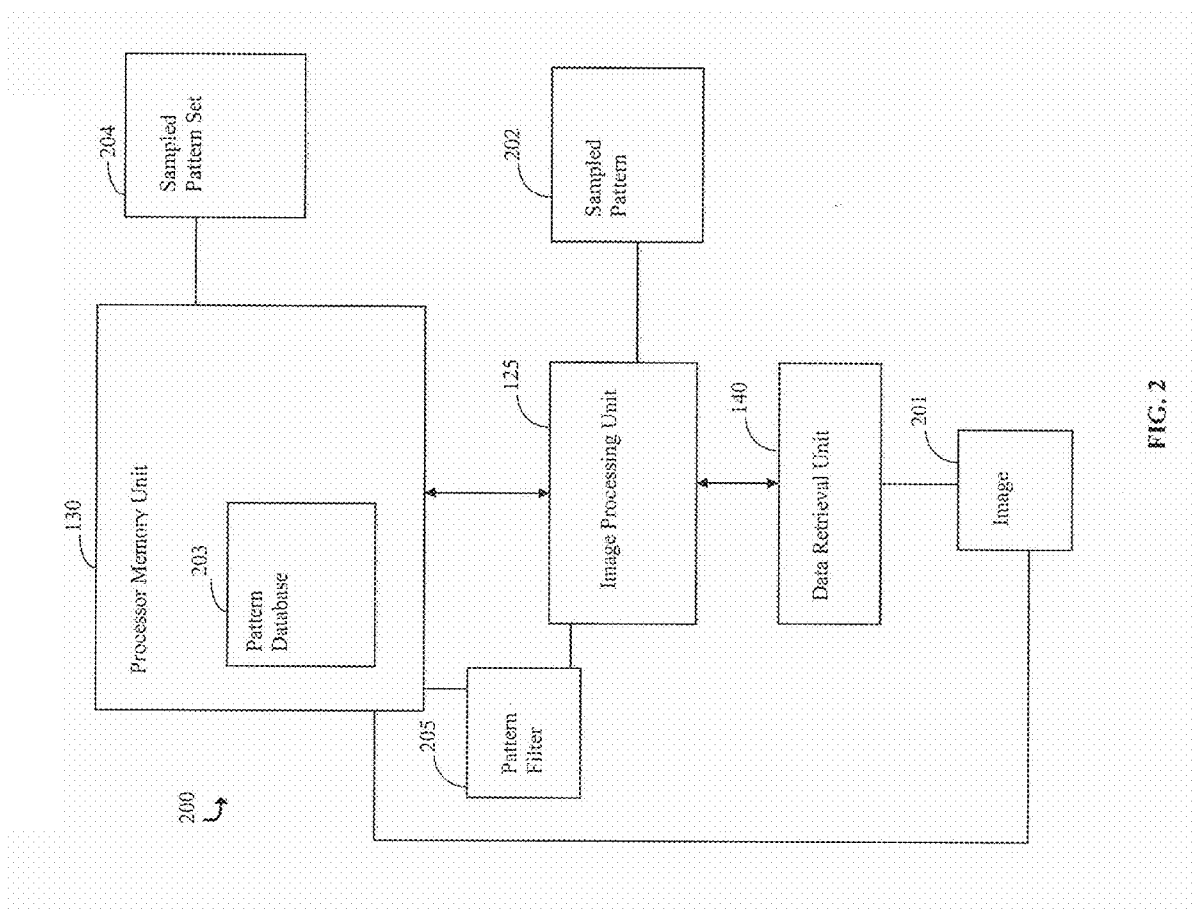 200
130
Processor Memory Unit
203
Pattern
Database
204
Sampled
Pattern Set
205
Pattern
Filter
125
Image Processing Unit
202
Sampled
Pattern
140
Data Retrieval Unit
201
Image
FIG. 2